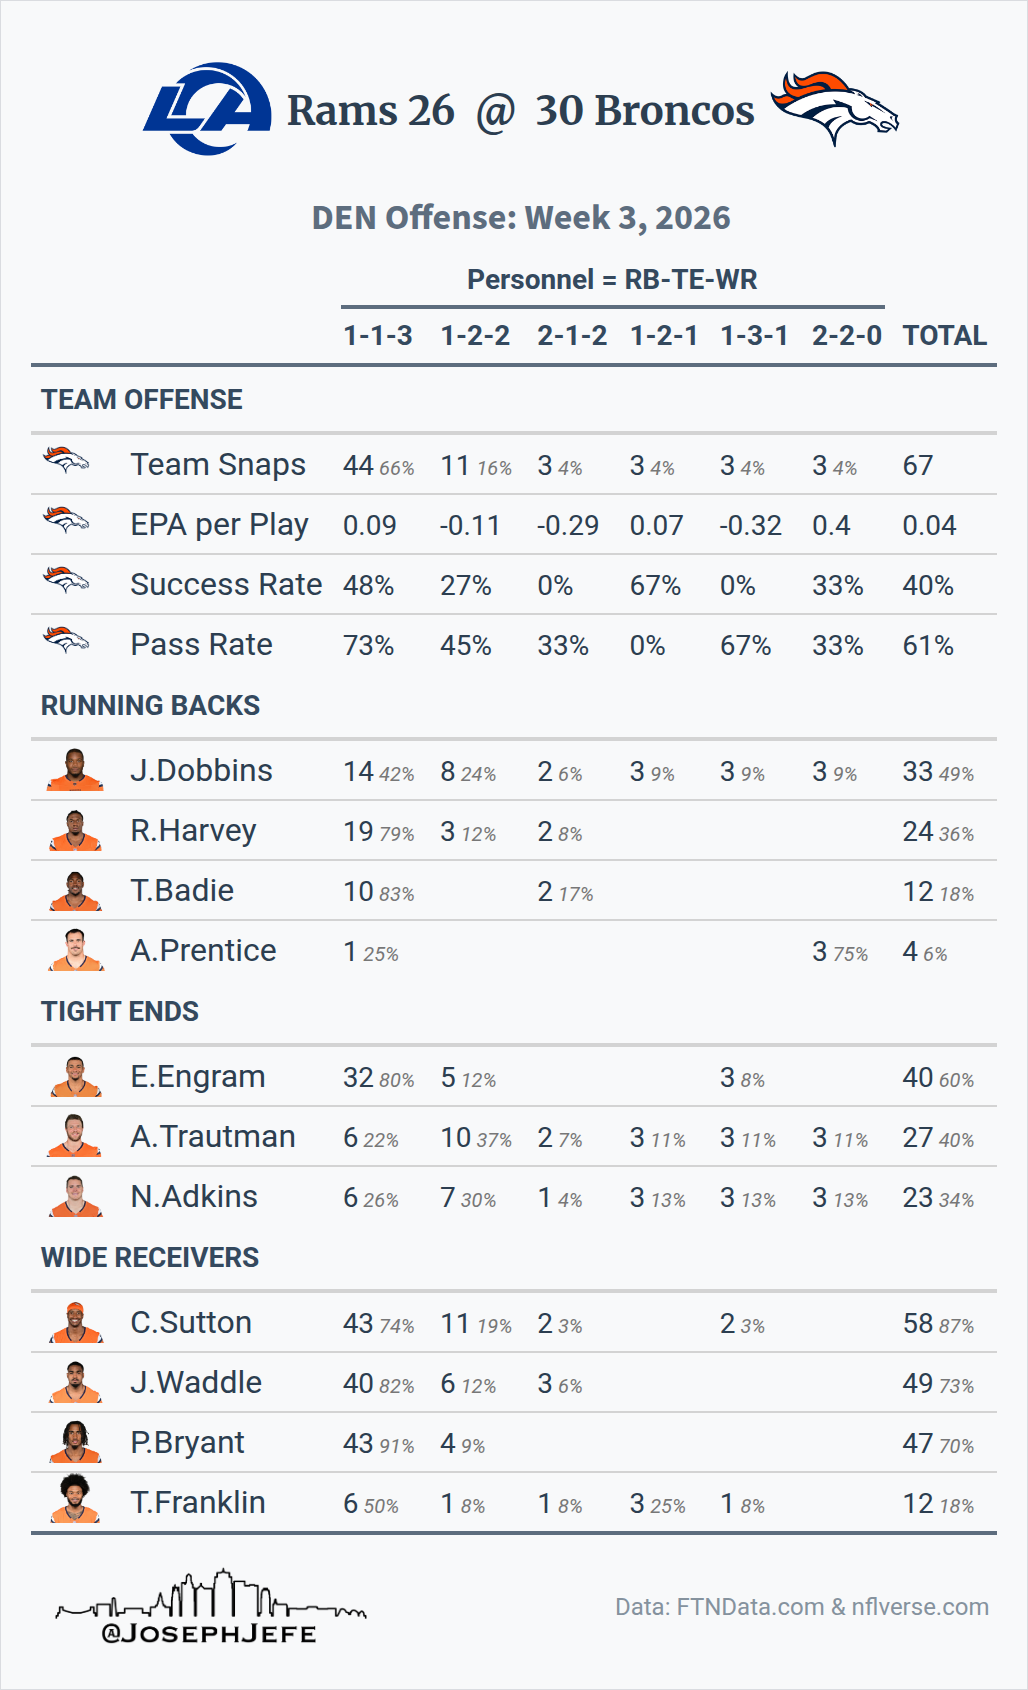 LA Rams 26 @ 30 Broncos
DEN Offense: Week 3, 2026
Personnel = RB-TE-WR
1-1-3 1-2-2 2-1-2 1-2-1 1-3-1 2-2-0 TOTAL
TEAM OFFENSE
Team Snaps 44 66% 11 16% 3 4% 3 4% 3 4% 3 4% 67
EPA per Play 0.09 -0.11 -0.29 0.07 -0.32 0.4 0.04
Success Rate 48% 27% 0% 67% 0% 33% 40%
Pass Rate 73% 45% 33% 0% 67% 33% 61%
RUNNING BACKS
J.Dobbins 14 42% 8 24% 2 6% 3 9% 3 9% 3 9% 33 49%
R.Harvey 19 79% 3 12% 2 8% 24 36%
T.Badie 10 83% 2 17% 12 18%
A.Prentice 1 25% 3 75% 4 6%
TIGHT ENDS
E.Engram 32 80% 5 12% 3 8% 40 60%
A.Trautman 6 22% 10 37% 2 7% 3 11% 3 11% 3 11% 27 40%
N.Adkins 6 26% 7 30% 1 4% 3 13% 3 13% 3 13% 23 34%
WIDE RECEIVERS
C.Sutton 43 74% 11 19% 2 3% 2 3% 58 87%
J.Waddle 40 82% 6 12% 3 6% 49 73%
P.Bryant 43 91% 4 9% 47 70%
T.Franklin 6 50% 1 8% 1 8% 3 25% 1 8% 12 18%
@JosephJefe
Data: FTNData.com & nflverse.com